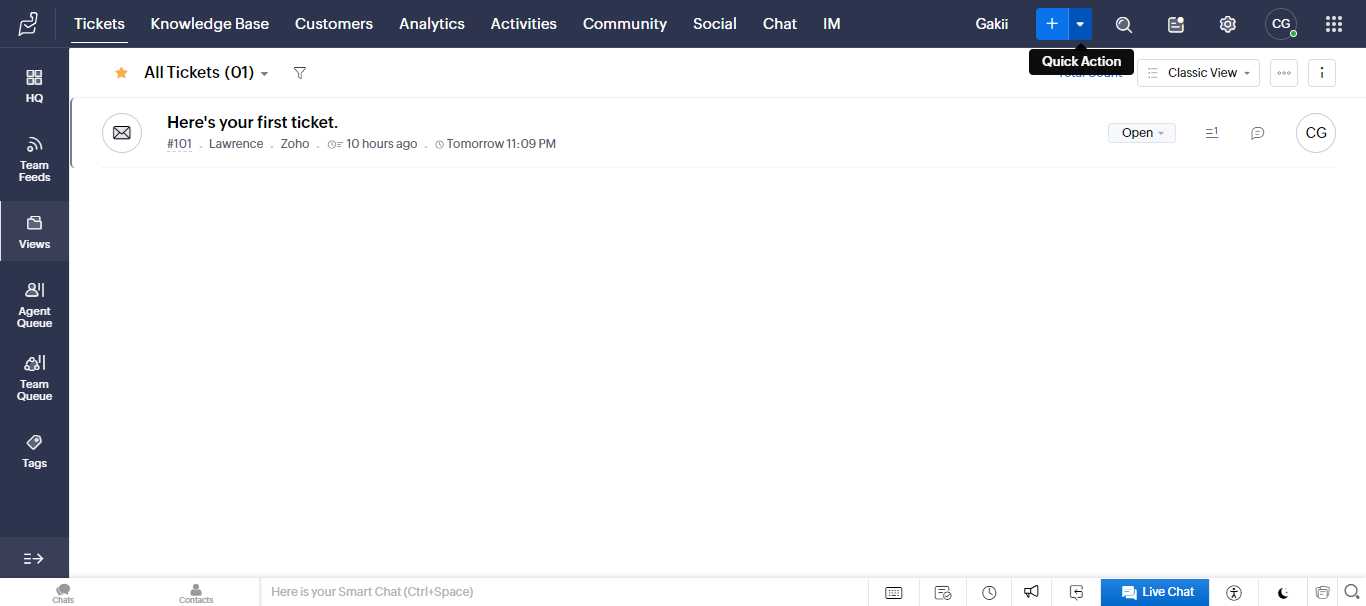 Tickets Knowledge Base Customers Analytics Activities Community Social Chat IM Gakii CG
Quick Action
All Tickets (01) Classic View
HQ
Here's your first ticket.
#101 . Lawrence . Zoho . 10 hours ago . Tomorrow 11:09 PM Open 1 CG
Team
Feeds
Views
Agent
Queue
Team
Queue
Tags
Chats Contacts Here is your Smart Chat (Ctrl+Space) Live Chat